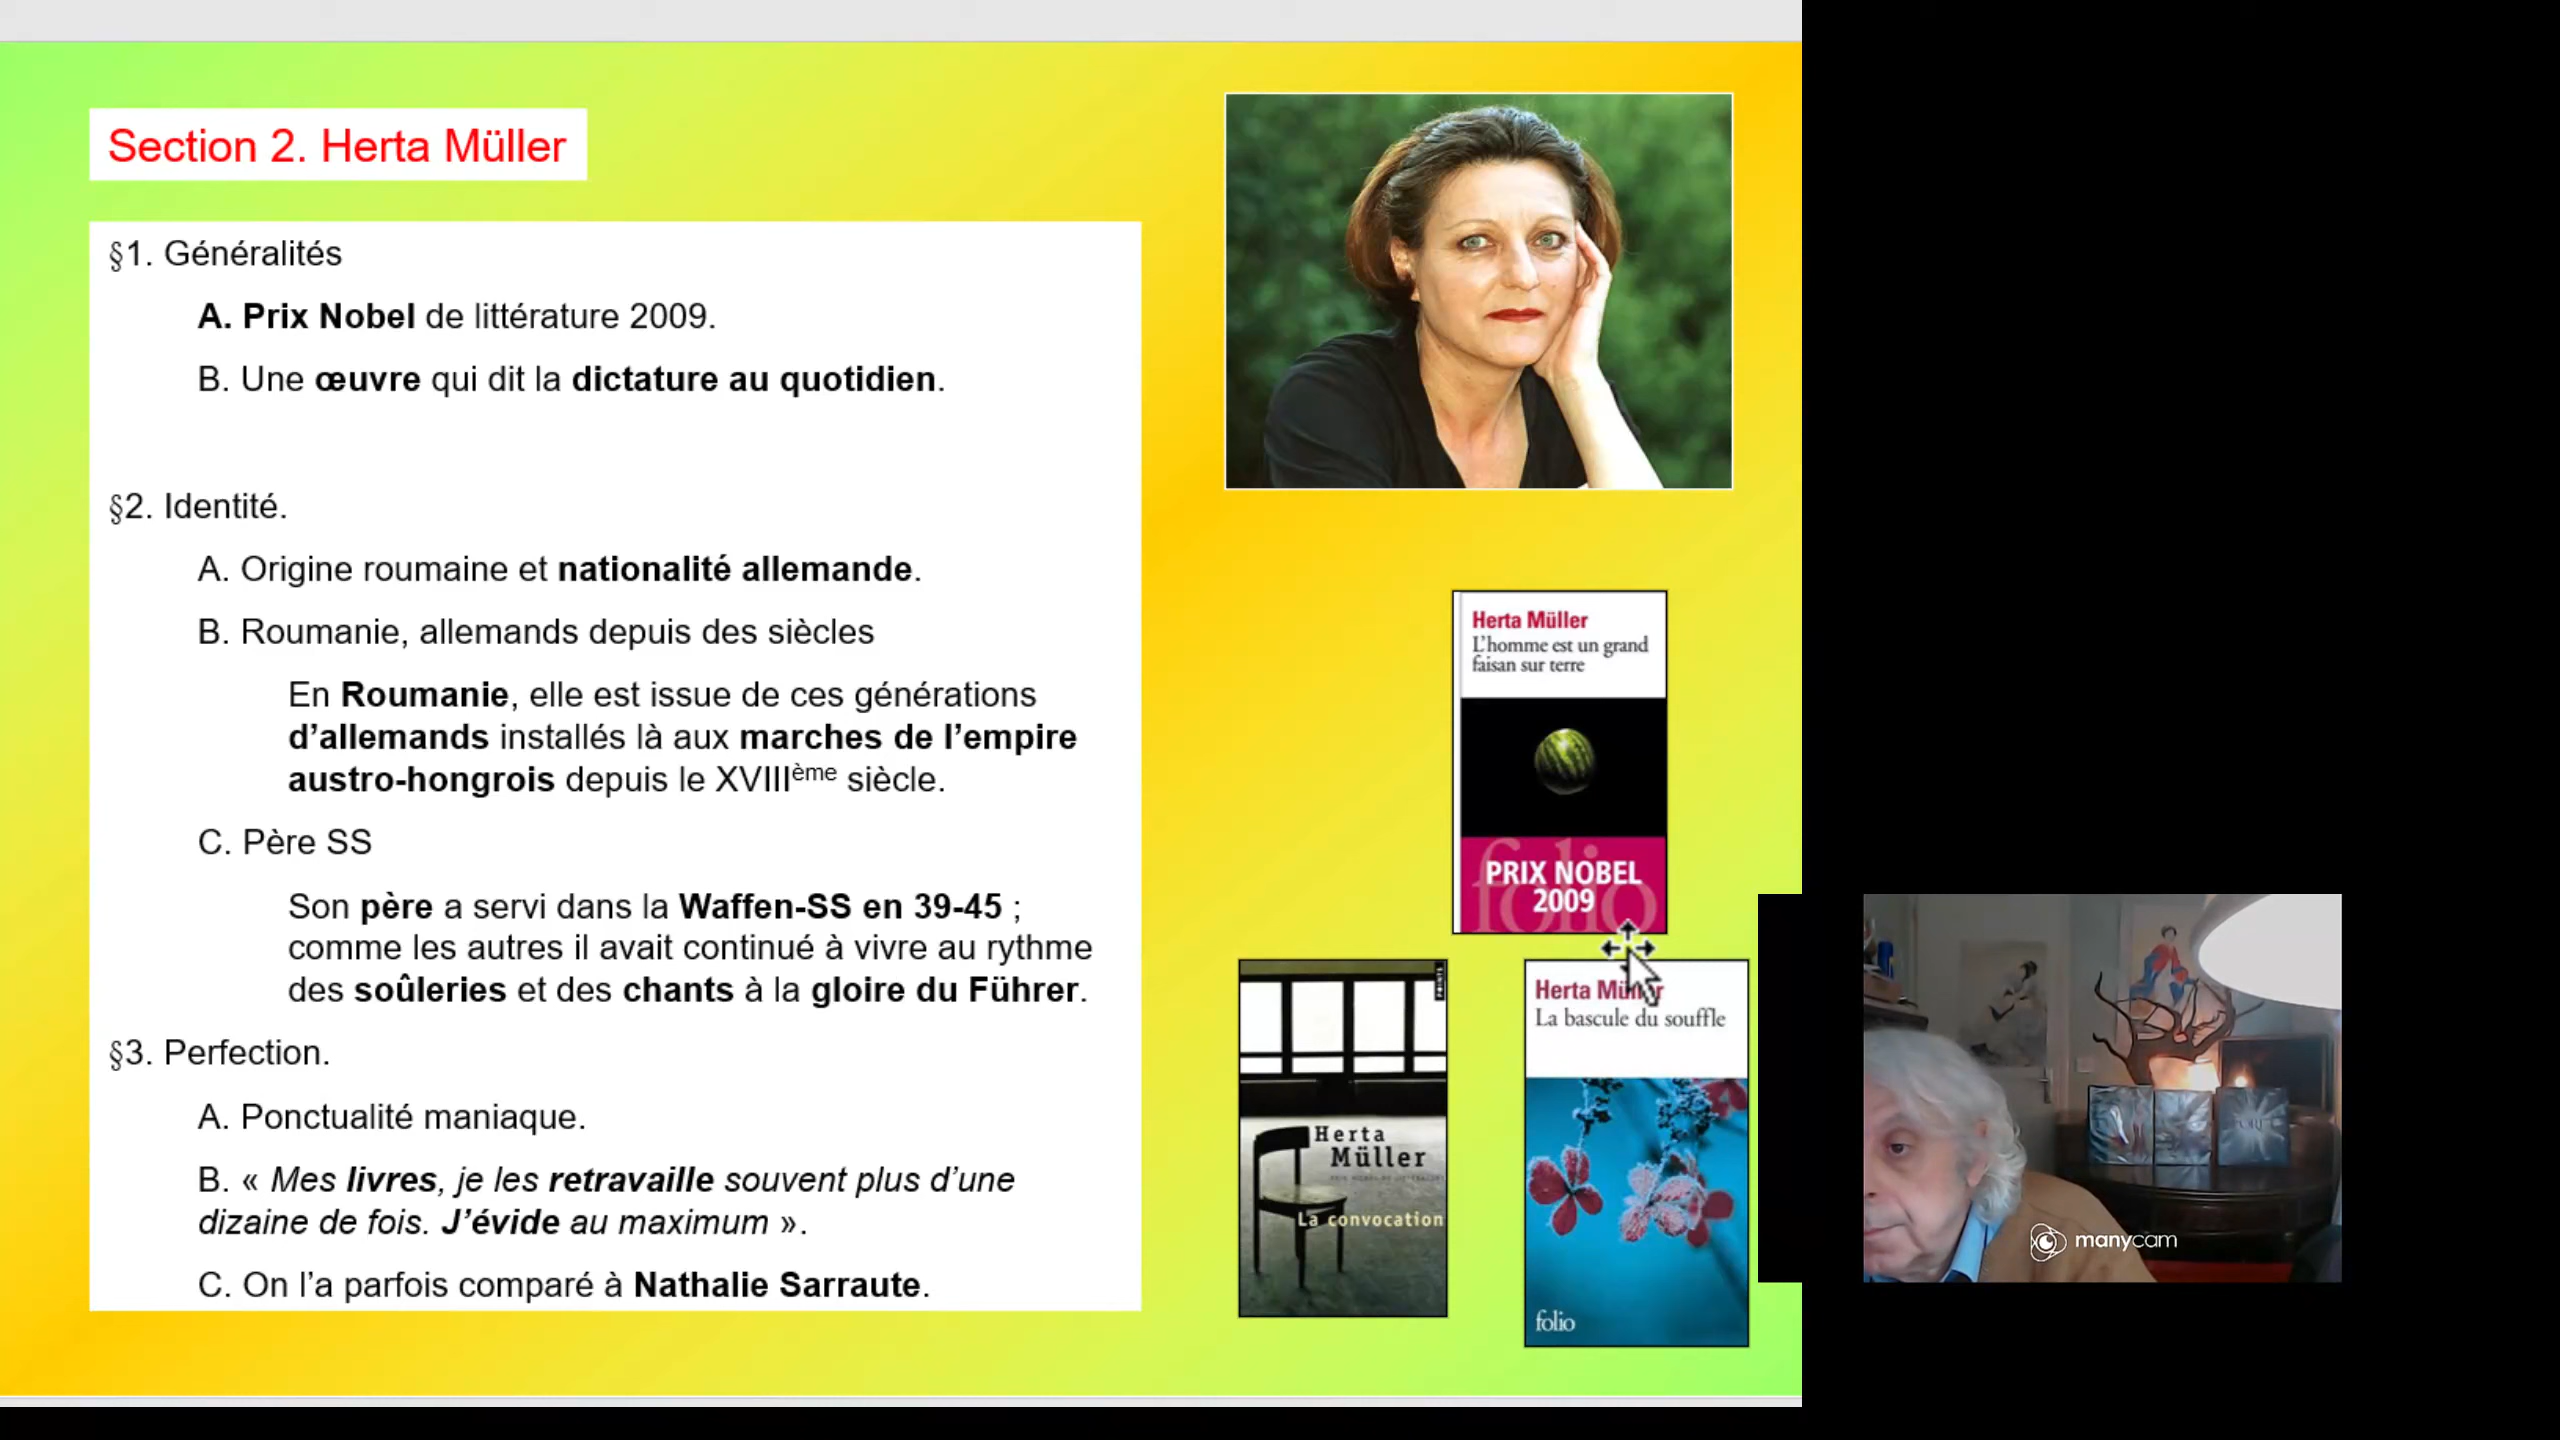 Section 2. Herta Müller
§1. Généralités
A. Prix Nobel de littérature 2009.
B. Une œuvre qui dit la dictature au quotidien.
§2. Identité.
A. Origine roumaine et nationalité allemande.
B. Roumanie, allemands depuis des siècles
En Roumanie, elle est issue de ces générations
d’allemands installés là aux marches de l’empire
austro-hongrois depuis le XVIIIème siècle.
C. Père SS
Son père a servi dans la Waffen-SS en 39-45 ;
comme les autres il avait continué à vivre au rythme
des soûleries et des chants à la gloire du Führer.
§3. Perfection.
A. Ponctualité maniaque.
B. « Mes livres, je les retravaille souvent plus d’une
dizaine de fois. J’évide au maximum ».
C. On l’a parfois comparé à Nathalie Sarraute.
Herta Müller
L’homme est un grand
faisan sur terre
folio
PRIX NOBEL
2009
Herta
Müller
La convocation
Herta Müller
La bascule du souffle
folio
manycam